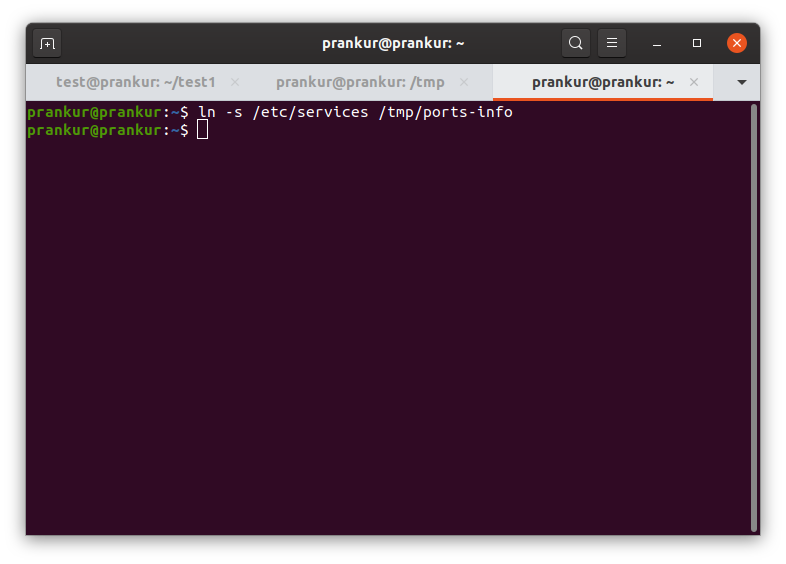 prankur@prankur: ~
test@prankur: ~/test1
prankur@prankur: /tmp
prankur@prankur: ~
prankur@prankur:~$ ln -s /etc/services /tmp/ports-info
prankur@prankur:~$